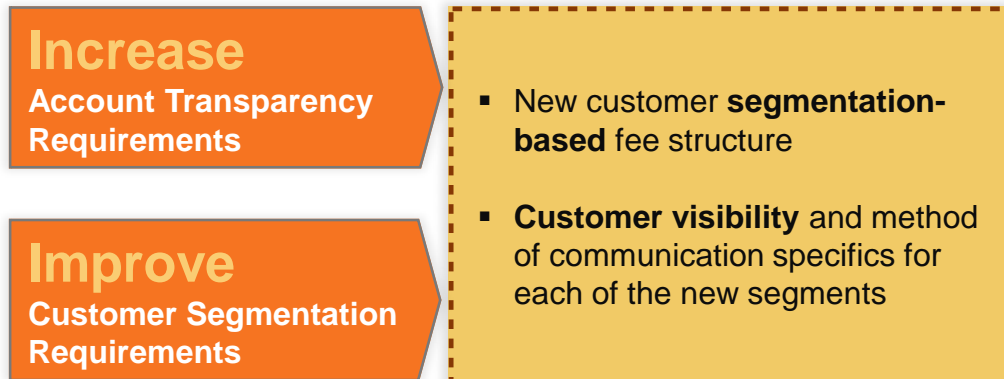 Increase
Account Transparency
Requirements
Improve
Customer Segmentation
Requirements
▪ New customer segmentation-
based fee structure
▪ Customer visibility and method
of communication specifics for
each of the new segments